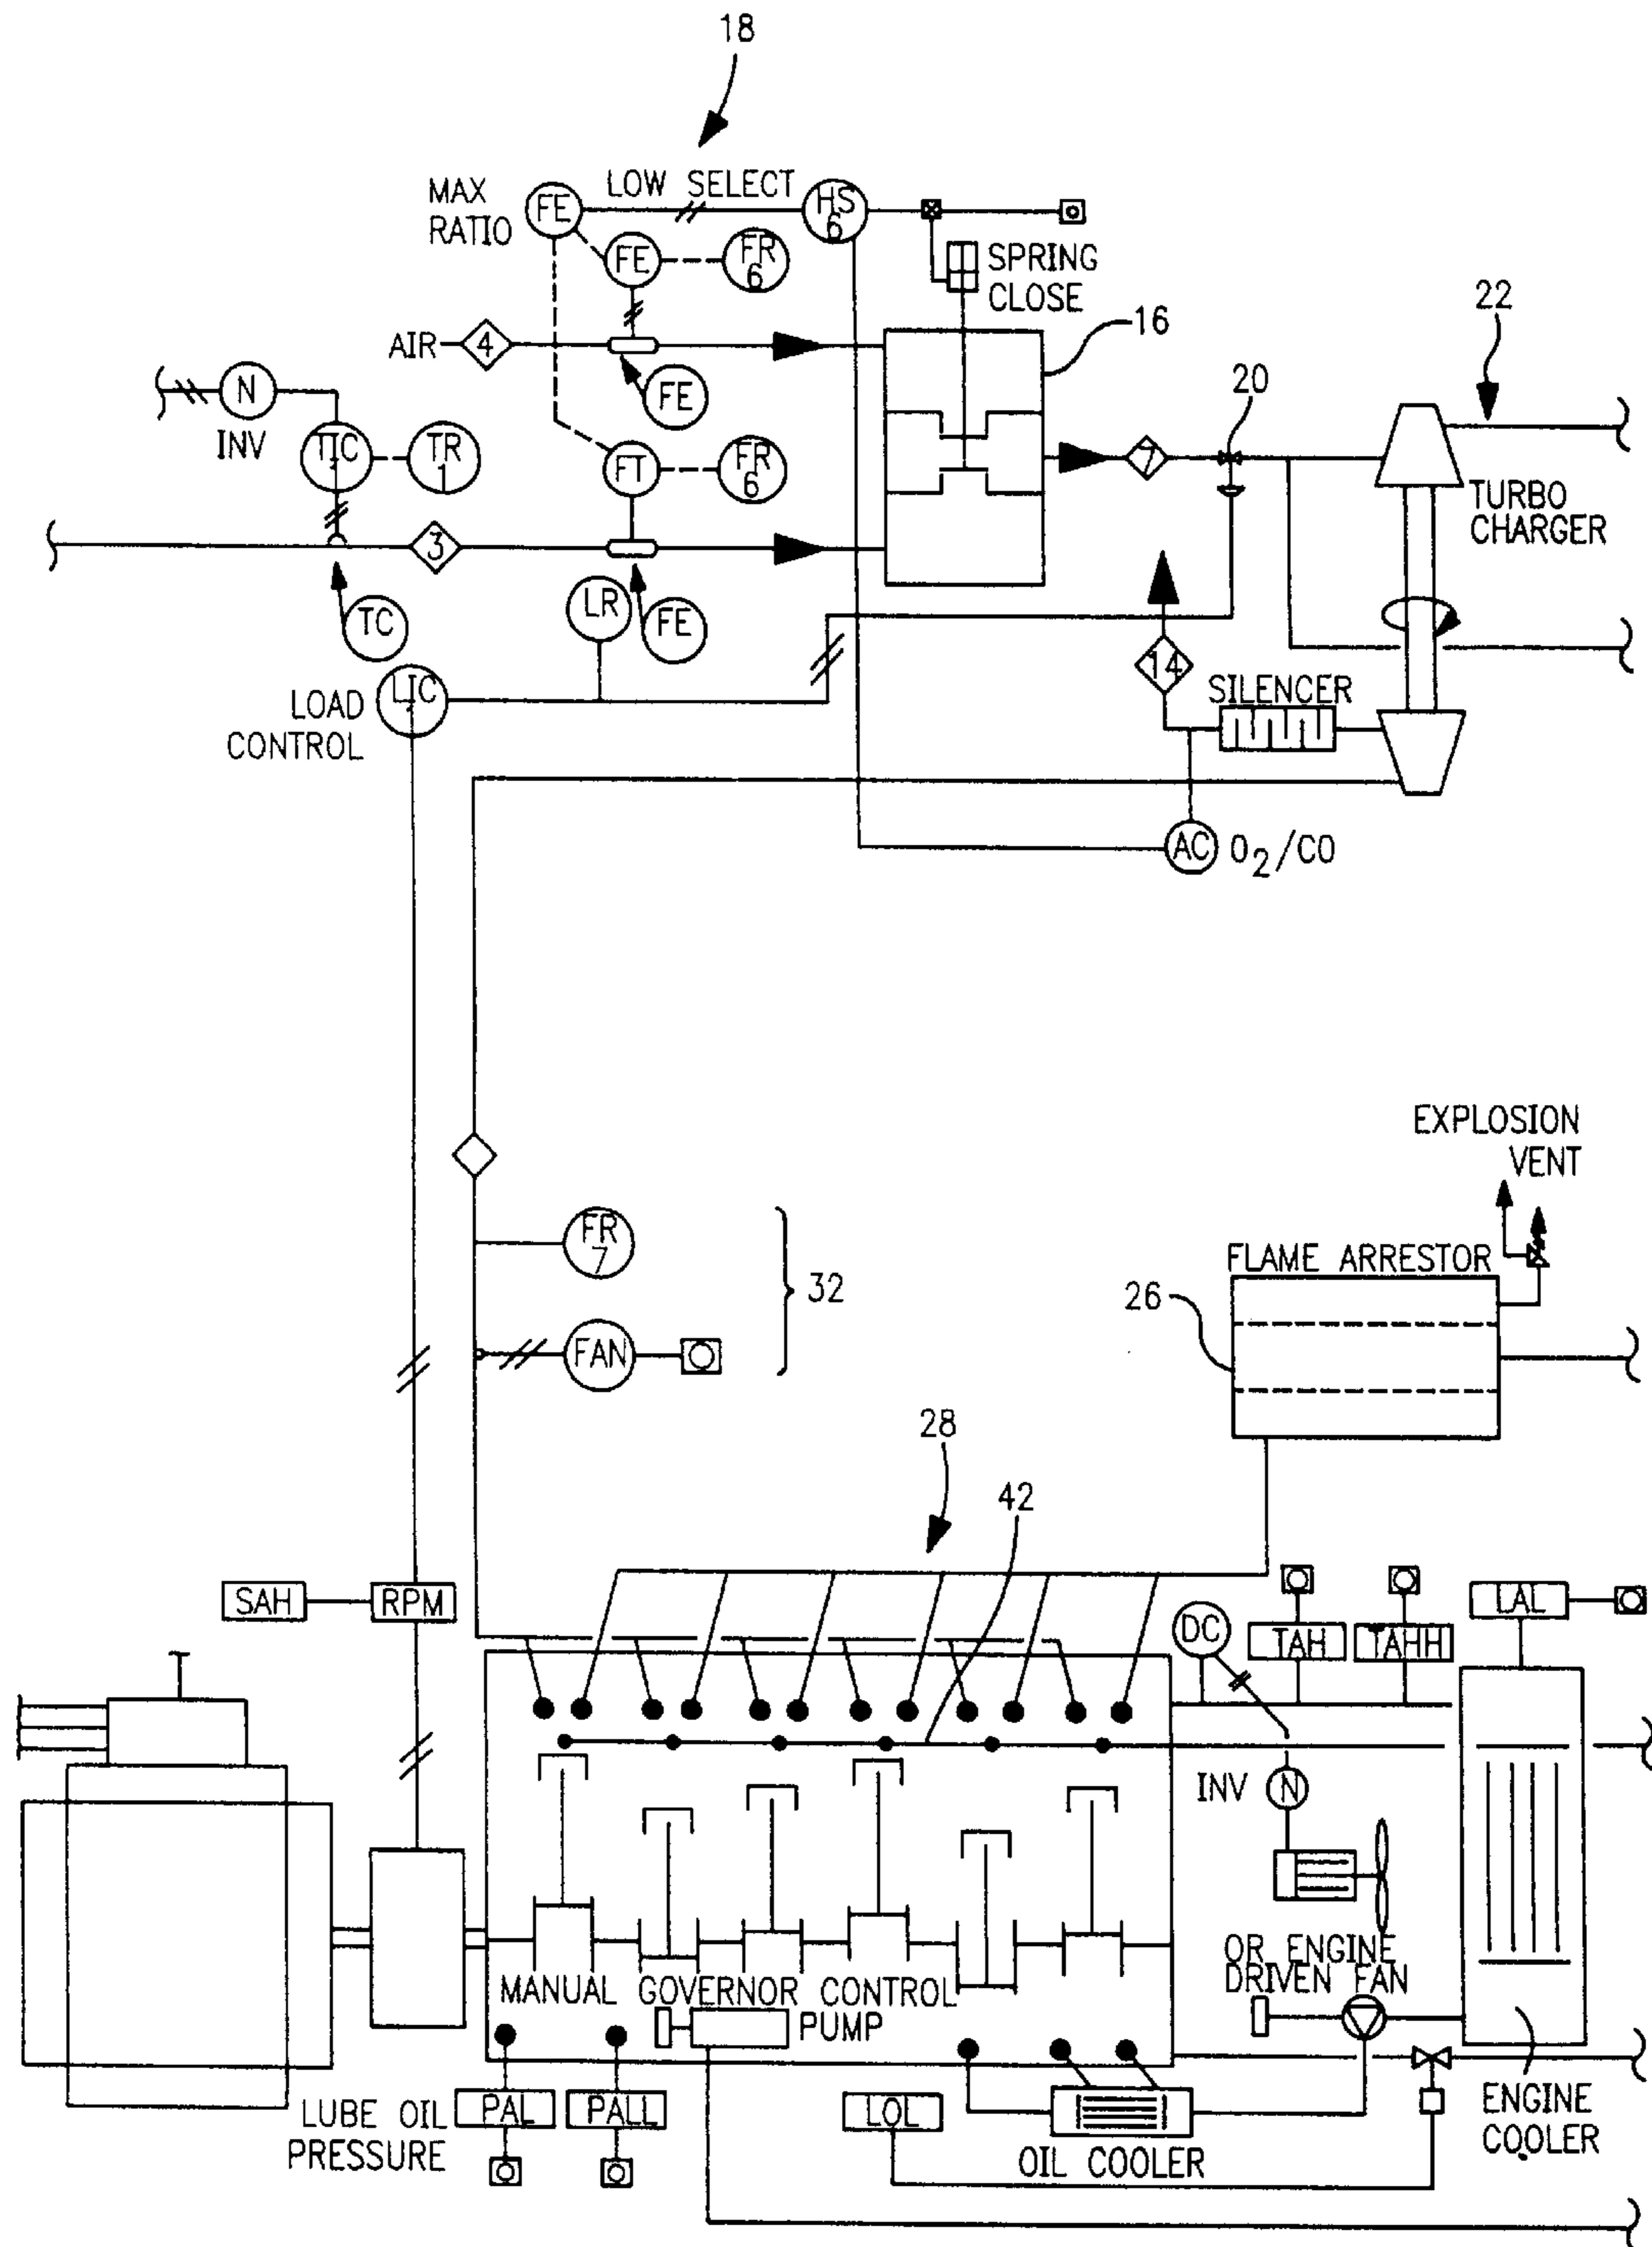 18
MAX
RATIO
FE
LOW SELECT
HS
6
FE
FR
6
SPRING
CLOSE
AIR
4
16
22
20
N
INV
FE
TIC
TR
1
FT
FR
6
7
TURBO
CHARGER
3
TC
LR
FE
14
LIC
LOAD
CONTROL
SILENCER
AC
O2/CO
EXPLOSION
VENT
FR
7
32
FLAME ARRESTOR
26
FAN
28
42
SAH
RPM
DC
TAH
TAHH
LAL
INV
N
MANUAL GOVERNOR CONTROL
PUMP
OR ENGINE
DRIVEN FAN
LUBE OIL
PRESSURE
PAL
PALL
LOL
OIL COOLER
ENGINE
COOLER